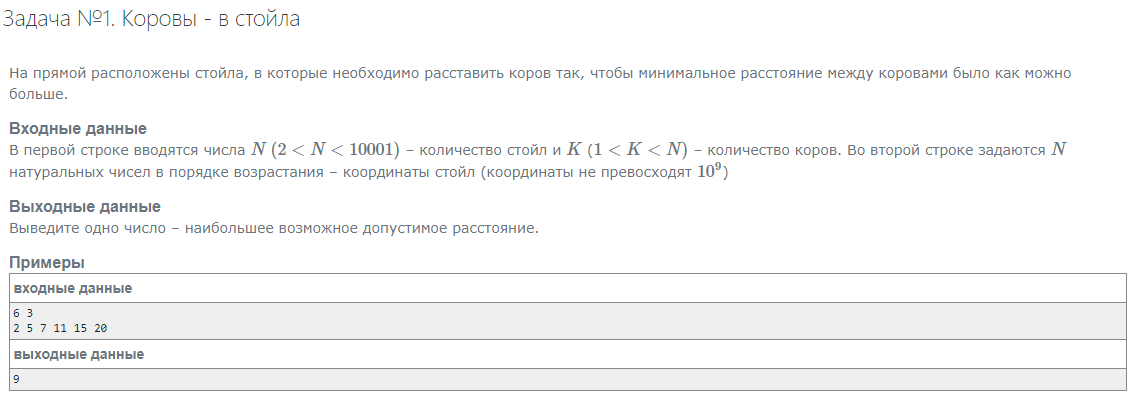 Задача №1. Коровы - в стойла
На прямой расположены стойла, в которые необходимо расставить коров так, чтобы минимальное расстояние между коровами было как можно
больше.
Входные данные
В первой строке вводятся числа N (2 < N < 10001) – количество стойл и K (1 < K < N) – количество коров. Во второй строке задаются N
натуральных чисел в порядке возрастания – координаты стойл (координаты не превосходят 10⁹)
Выходные данные
Выведите одно число – наибольшее возможное допустимое расстояние.
Примеры
входные данные
6 3
2 5 7 11 15 20
выходные данные
9